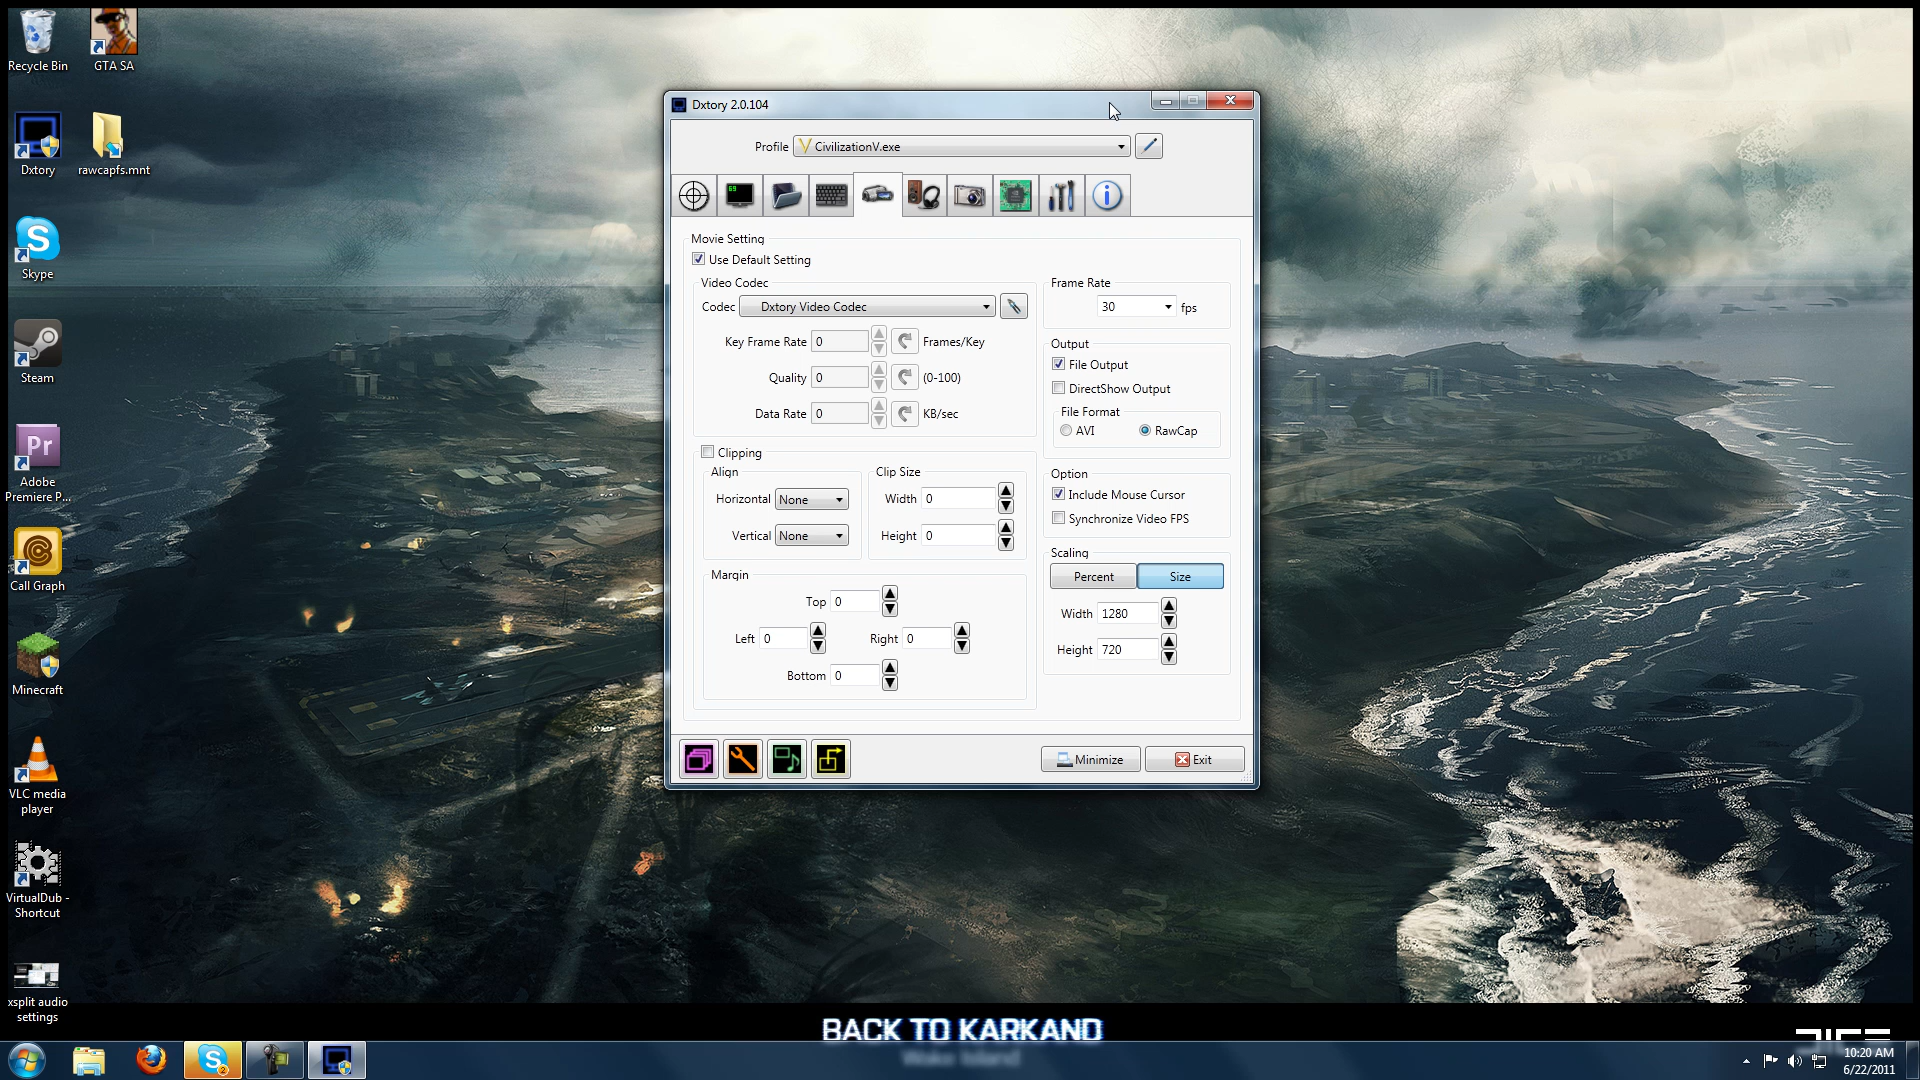 Recycle Bin
GTA SA
Dxtory
rawcapfs.mnt
Skype
Steam
Pr
Adobe
Premiere P...
Call Graph
Minecraft
VLC media
player
VirtualDub -
Shortcut
xsplit audio
settings
Dxtory 2.0.104
Profile CivilizationV.exe
69
Movie Setting
Use Default Setting
Video Codec
Codec Dxtory Video Codec
Key Frame Rate 0 Frames/Key
Quality 0 (0-100)
Data Rate 0 KB/sec
Clipping
Align
Horizontal None
Vertical None
Clip Size
Width 0
Height 0
Margin
Top 0
Left 0 Right 0
Bottom 0
Frame Rate
30 fps
Output
File Output
DirectShow Output
File Format
AVI RawCap
Option
Include Mouse Cursor
Synchronize Video FPS
Scaling
Percent Size
Width 1280
Height 720
Minimize Exit
BACK TO KARKAND
Wake Island
DICE
2
10:20 AM
6/22/2011